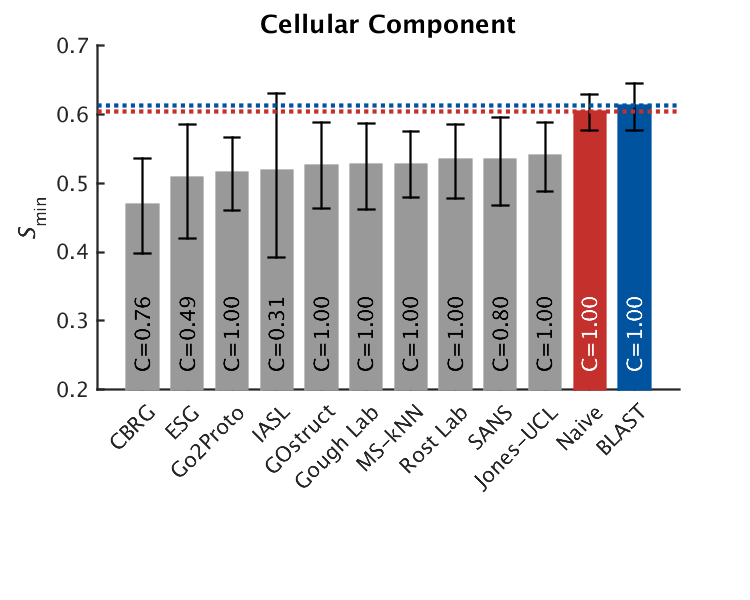 Cellular Component
0.7
0.6
0.5
0.4
0.3
0.2
Smin
C=0.76
C=0.49
C=1.00
C=0.31
C=1.00
C=1.00
C=1.00
C=1.00
C=0.80
C=1.00
C=1.00
C=1.00
CBRG
ESG
Go2Proto
IASL
GOstruct
Gough Lab
MS-kNN
Rost Lab
SANS
Jones-UCL
Naive
BLAST